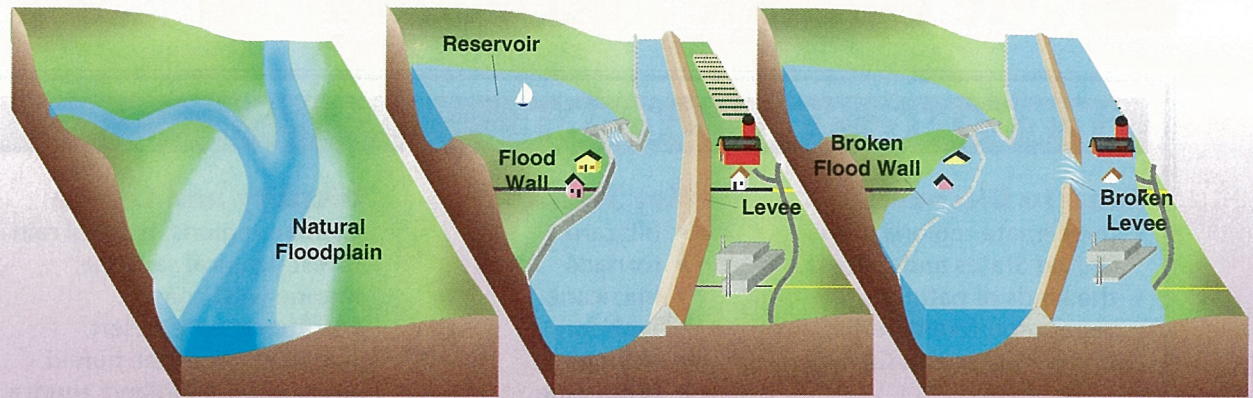 Natural
Floodplain
Reservoir
Flood
Wall
Levee
Broken
Flood Wall
Broken
Levee